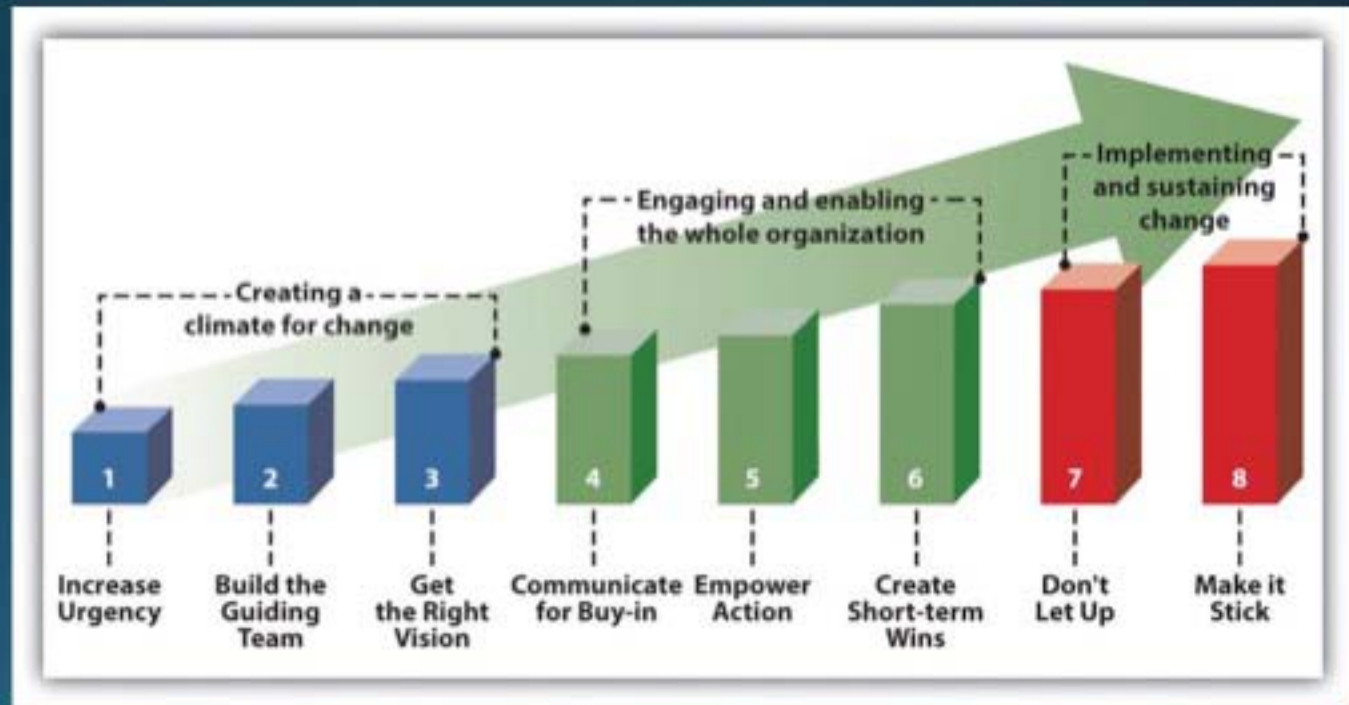 Implementing
and sustaining
change
Engaging and enabling
the whole organization
Creating a
climate for change
1
2
3
4
5
6
7
8
Increase
Urgency
Build the
Guiding
Team
Get
the Right
Vision
Communicate
for Buy-in
Empower
Action
Create
Short-term
Wins
Don't
Let Up
Make it
Stick